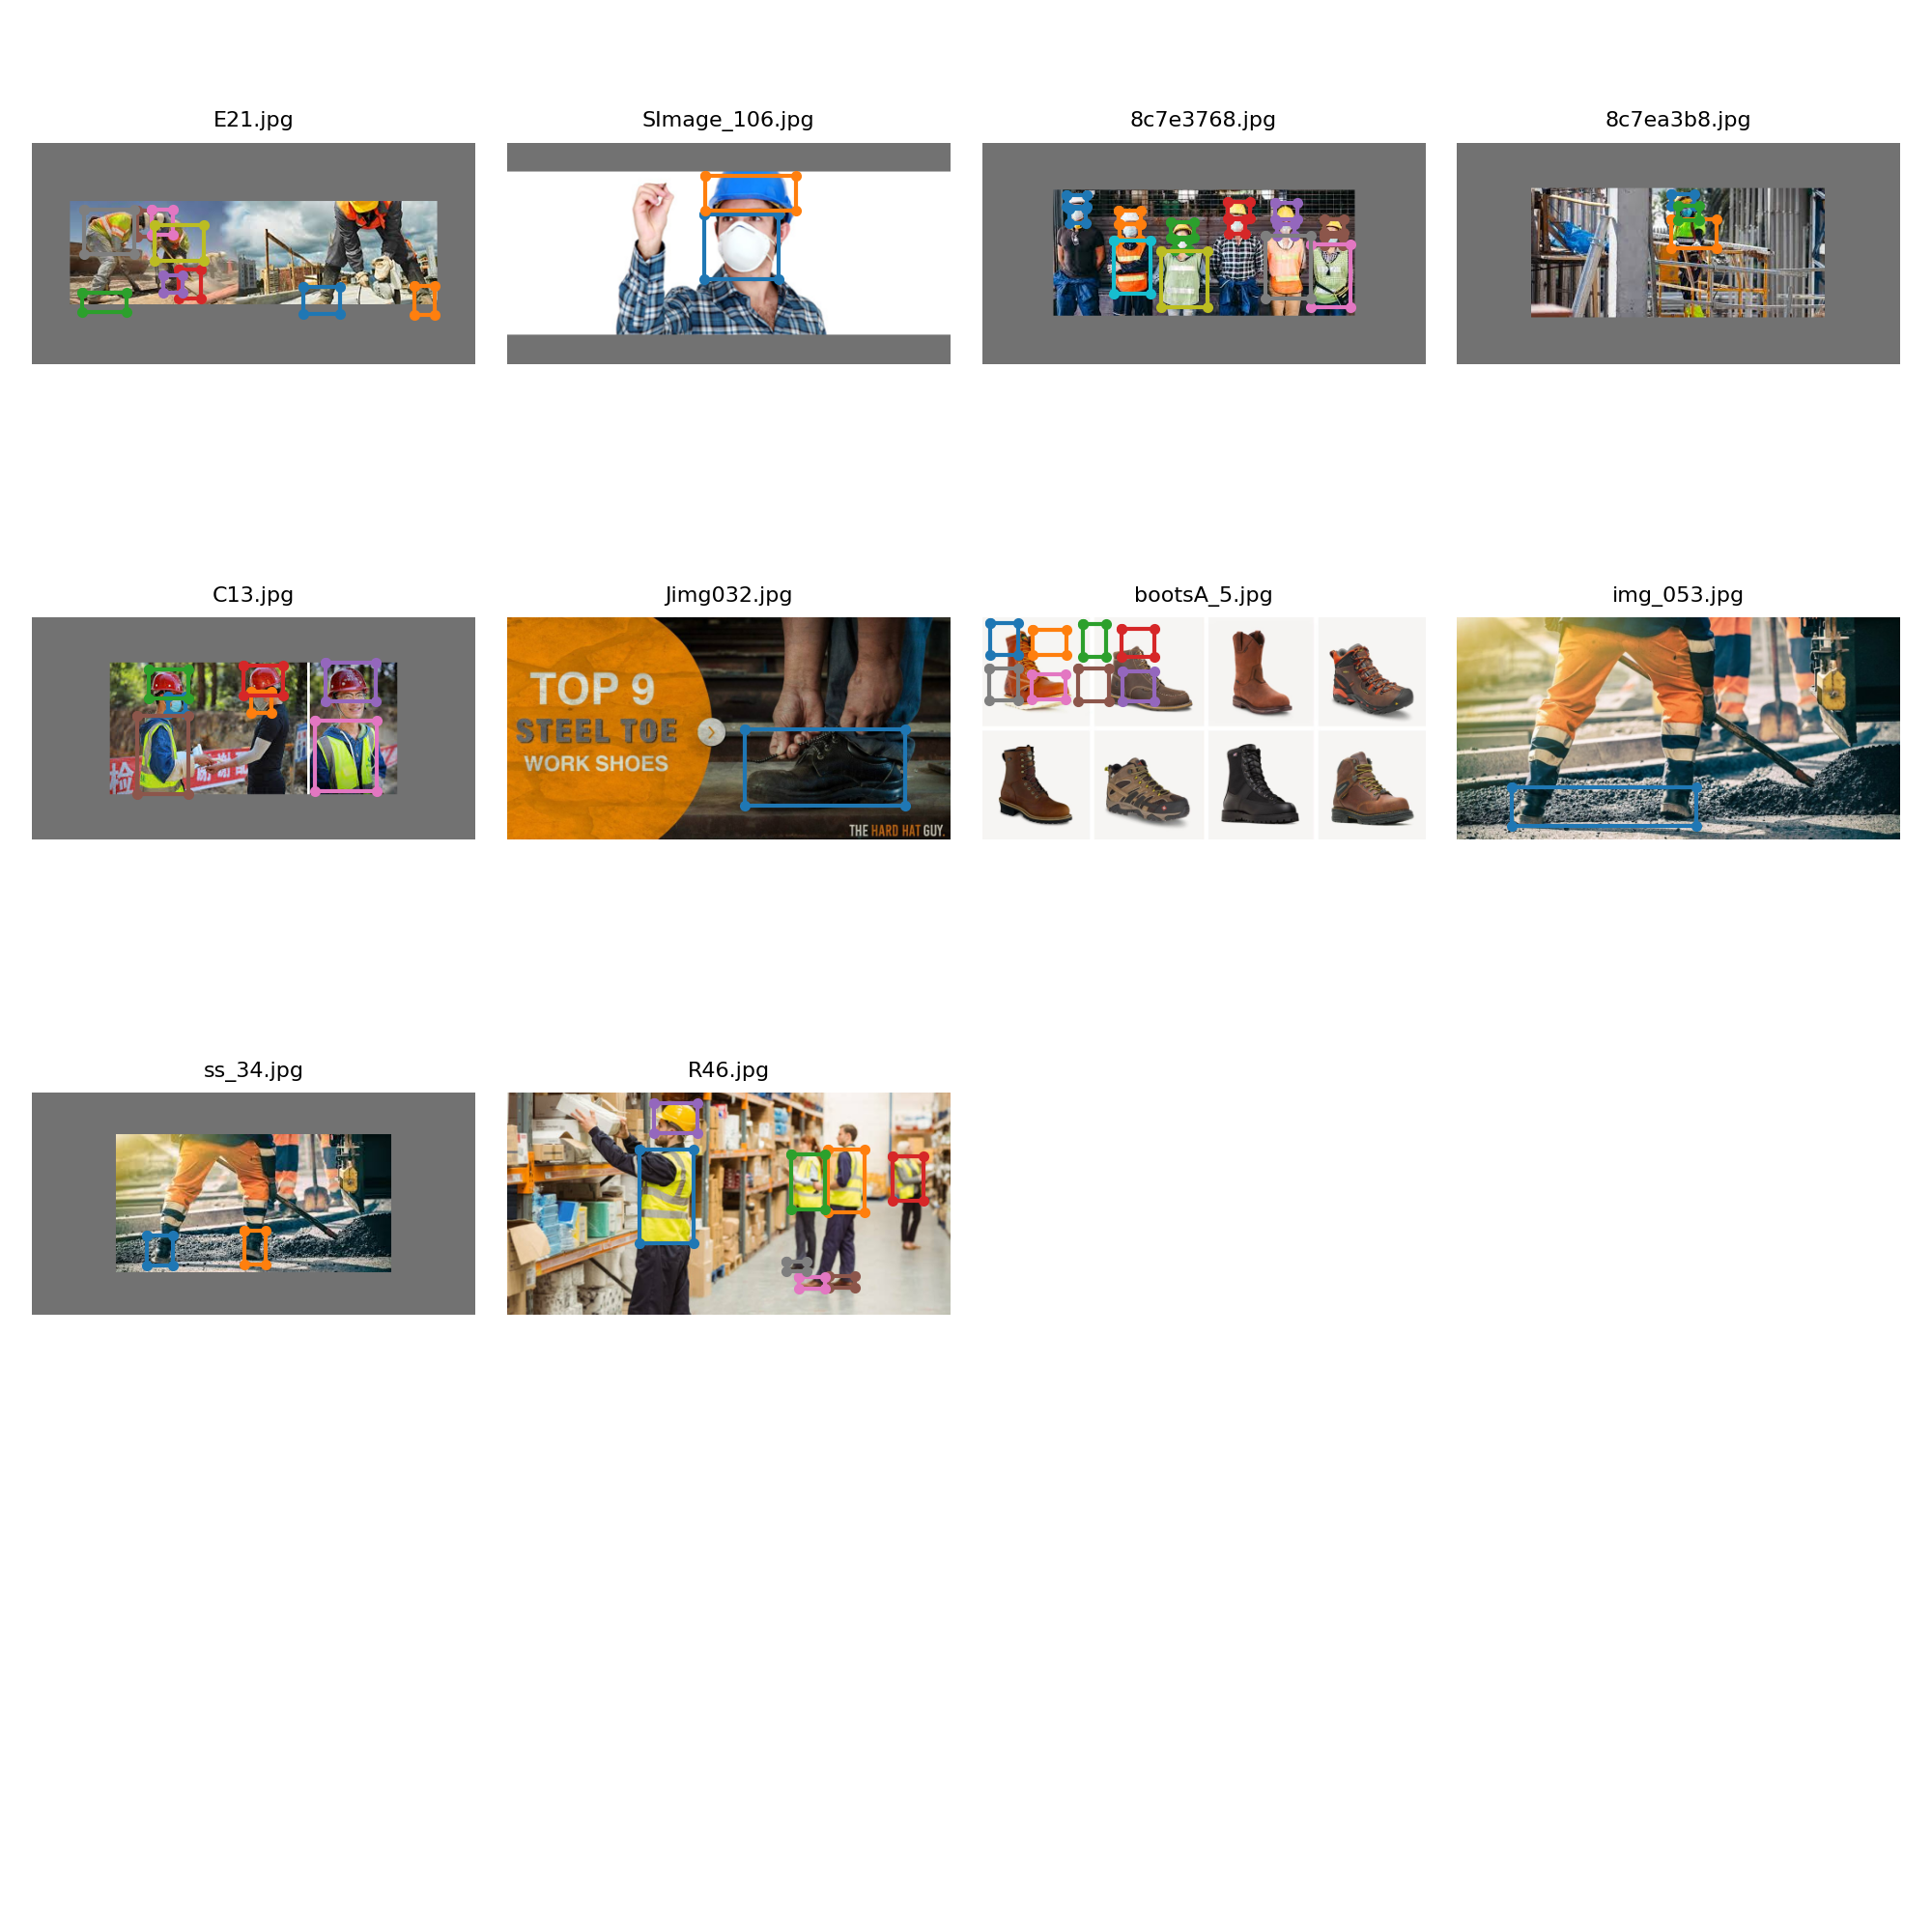 E21.jpg
SImage_106.jpg
8c7e3768.jpg
8c7ea3b8.jpg
C13.jpg
Jimg032.jpg
bootsA_5.jpg
img_053.jpg
TOP 9
STEEL TOE
WORK SHOES
THE HARD HAT GUY.
ss_34.jpg
R46.jpg